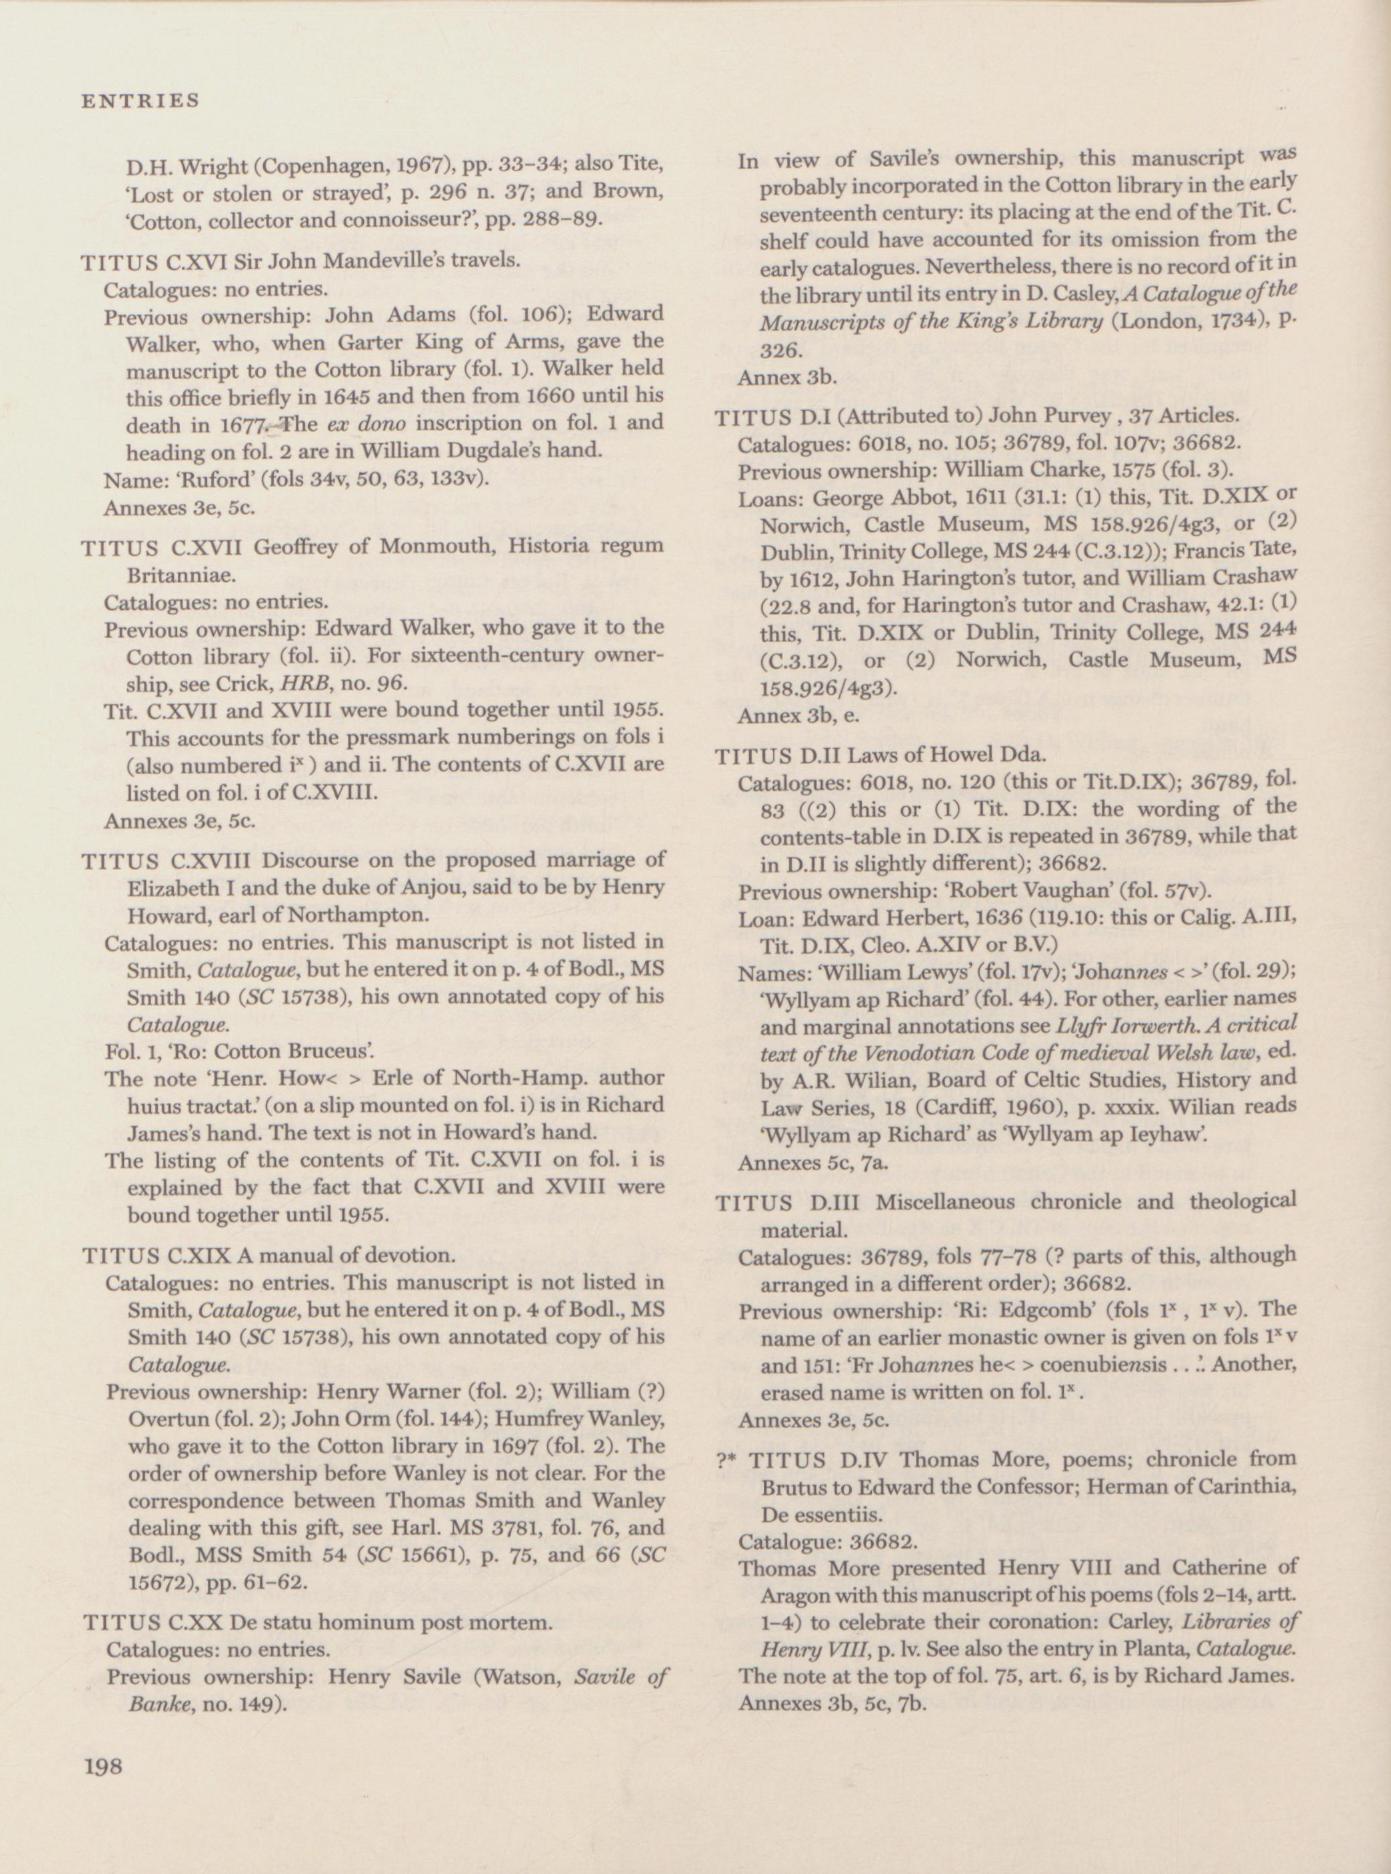 ENTRIES
D.H. Wright (Copenhagen, 1967), pp. 33–34; also Tite,
‘Lost or stolen or strayed’, p. 296 n. 37; and Brown,
‘Cotton, collector and connoisseur?’, pp. 288–89.
TITUS C.XVI Sir John Mandeville’s travels.
Catalogues: no entries.
Previous ownership: John Adams (fol. 106); Edward
Walker, who, when Garter King of Arms, gave the
manuscript to the Cotton library (fol. 1). Walker held
this office briefly in 1645 and then from 1660 until his
death in 1677. The ex dono inscription on fol. 1 and
heading on fol. 2 are in William Dugdale’s hand.
Name: ‘Ruford’ (fols 34v, 50, 63, 133v).
Annexes 3e, 5c.
TITUS C.XVII Geoffrey of Monmouth, Historia regum
Britanniae.
Catalogues: no entries.
Previous ownership: Edward Walker, who gave it to the
Cotton library (fol. ii). For sixteenth-century owner-
ship, see Crick, HRB, no. 96.
Tit. C.XVII and XVIII were bound together until 1955.
This accounts for the pressmark numberings on fols i
(also numbered iˣ ) and ii. The contents of C.XVII are
listed on fol. i of C.XVIII.
Annexes 3e, 5c.
TITUS C.XVIII Discourse on the proposed marriage of
Elizabeth I and the duke of Anjou, said to be by Henry
Howard, earl of Northampton.
Catalogues: no entries. This manuscript is not listed in
Smith, Catalogue, but he entered it on p. 4 of Bodl., MS
Smith 140 (SC 15738), his own annotated copy of his
Catalogue.
Fol. 1, ‘Ro: Cotton Bruceus’.
The note ‘Henr. How< > Erle of North-Hamp. author
huius tractat.’ (on a slip mounted on fol. i) is in Richard
James’s hand. The text is not in Howard’s hand.
The listing of the contents of Tit. C.XVII on fol. i is
explained by the fact that C.XVII and XVIII were
bound together until 1955.
TITUS C.XIX A manual of devotion.
Catalogues: no entries. This manuscript is not listed in
Smith, Catalogue, but he entered it on p. 4 of Bodl., MS
Smith 140 (SC 15738), his own annotated copy of his
Catalogue.
Previous ownership: Henry Warner (fol. 2); William (?)
Overtun (fol. 2); John Orm (fol. 144); Humfrey Wanley,
who gave it to the Cotton library in 1697 (fol. 2). The
order of ownership before Wanley is not clear. For the
correspondence between Thomas Smith and Wanley
dealing with this gift, see Harl. MS 3781, fol. 76, and
Bodl., MSS Smith 54 (SC 15661), p. 75, and 66 (SC
15672), pp. 61–62.
TITUS C.XX De statu hominum post mortem.
Catalogues: no entries.
Previous ownership: Henry Savile (Watson, Savile of
Banke, no. 149).
In view of Savile’s ownership, this manuscript was
probably incorporated in the Cotton library in the early
seventeenth century: its placing at the end of the Tit. C.
shelf could have accounted for its omission from the
early catalogues. Nevertheless, there is no record of it in
the library until its entry in D. Casley, A Catalogue of the
Manuscripts of the King’s Library (London, 1734), p.
326.
Annex 3b.
TITUS D.I (Attributed to) John Purvey , 37 Articles.
Catalogues: 6018, no. 105; 36789, fol. 107v; 36682.
Previous ownership: William Charke, 1575 (fol. 3).
Loans: George Abbot, 1611 (31.1: (1) this, Tit. D.XIX or
Norwich, Castle Museum, MS 158.926/4g3, or (2)
Dublin, Trinity College, MS 244 (C.3.12)); Francis Tate,
by 1612, John Harington’s tutor, and William Crashaw
(22.8 and, for Harington’s tutor and Crashaw, 42.1: (1)
this, Tit. D.XIX or Dublin, Trinity College, MS 244
(C.3.12), or (2) Norwich, Castle Museum, MS
158.926/4g3).
Annex 3b, e.
TITUS D.II Laws of Howel Dda.
Catalogues: 6018, no. 120 (this or Tit.D.IX); 36789, fol.
83 ((2) this or (1) Tit. D.IX: the wording of the
contents-table in D.IX is repeated in 36789, while that
in D.II is slightly different); 36682.
Previous ownership: ‘Robert Vaughan’ (fol. 57v).
Loan: Edward Herbert, 1636 (119.10: this or Calig. A.III,
Tit. D.IX, Cleo. A.XIV or B.V.)
Names: ‘William Lewys’ (fol. 17v); ‘Johannes < >’ (fol. 29);
‘Wyllyam ap Richard’ (fol. 44). For other, earlier names
and marginal annotations see Llyfr Iorwerth. A critical
text of the Venodotian Code of medieval Welsh law, ed.
by A.R. Wilian, Board of Celtic Studies, History and
Law Series, 18 (Cardiff, 1960), p. xxxix. Wilian reads
‘Wyllyam ap Richard’ as ‘Wyllyam ap Ieyhaw’.
Annexes 5c, 7a.
TITUS D.III Miscellaneous chronicle and theological
material.
Catalogues: 36789, fols 77–78 (? parts of this, although
arranged in a different order); 36682.
Previous ownership: ‘Ri: Edgcomb’ (fols 1ˣ , 1ˣ v). The
name of an earlier monastic owner is given on fols 1ˣ v
and 151: ‘Fr Johannes he< > coenubiensis . . .’. Another,
erased name is written on fol. 1ˣ .
Annexes 3e, 5c.
?* TITUS D.IV Thomas More, poems; chronicle from
Brutus to Edward the Confessor; Herman of Carinthia,
De essentiis.
Catalogue: 36682.
Thomas More presented Henry VIII and Catherine of
Aragon with this manuscript of his poems (fols 2–14, artt.
1–4) to celebrate their coronation: Carley, Libraries of
Henry VIII, p. lv. See also the entry in Planta, Catalogue.
The note at the top of fol. 75, art. 6, is by Richard James.
Annexes 3b, 5c, 7b.
198